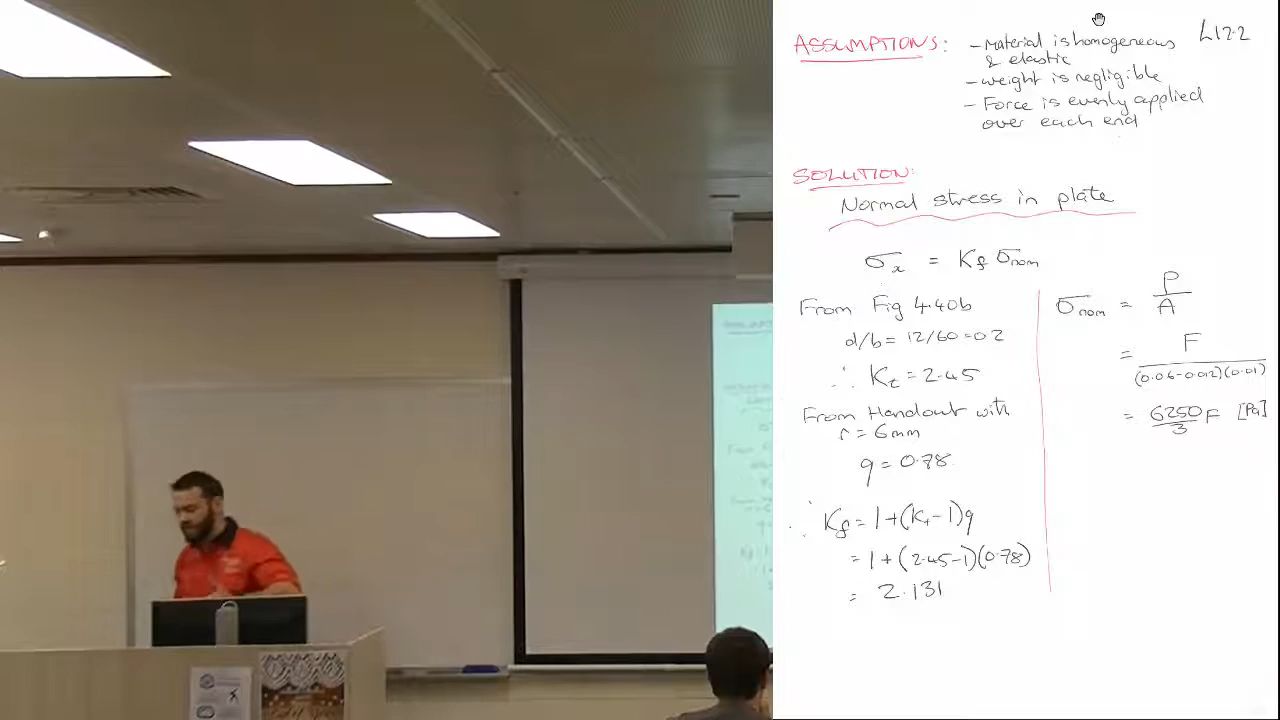 L12.2
ASSUMPTIONS: - Material is homogeneous
& elastic
- weight is negligible
- Force is evenly applied
over each end
SOLUTION:
Normal stress in plate
σx = Kf σnom
From Fig 4.40b
d/b = 12/60 = 0.2
∴ Kt = 2.45
From Handout with
r = 6mm
q = 0.78
∴ Kf = 1+(Kt-1)q
= 1+(2.45-1)(0.78)
= 2.131
σnom = P/A
= F/(0.06-0.012)(0.01)
= 6250/3 F [Pa]